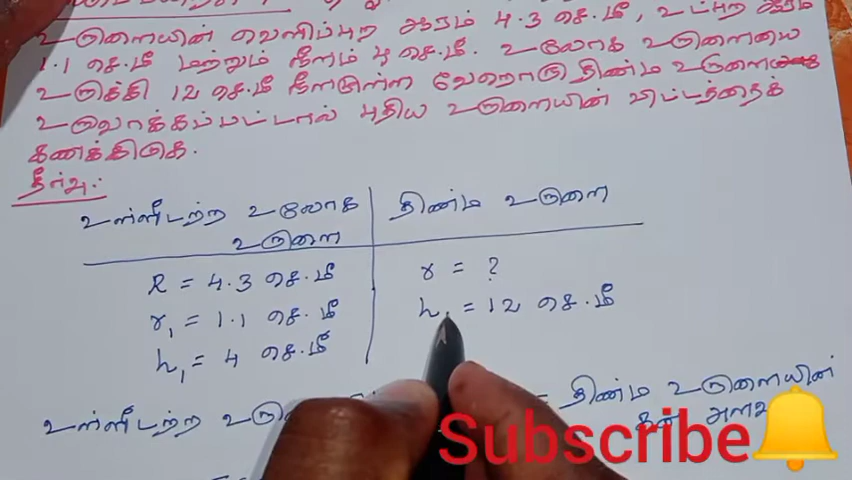 உருளையின் வெளிப்புற ஆரம் 4.3 செ.மீ, உட்புற ஆரம்
1.1 செ.மீ மற்றும் நீளம் 4 செ.மீ. உலோக உருளையை
உருக்கி 12 செ.மீ நீளமுள்ள வேறொரு திண்ம உருளை
உருவாக்கப்பட்டால் புதிய உருளையின் விட்டத்தைக்
கணக்கிடுக.
தீர்வு:-
உள்ளீடற்ற உலோக உருளை
திண்ம உருளை
R = 4.3 செ.மீ
r = ?
r₁ = 1.1 செ.மீ
h = 12 செ.மீ
h₁ = 4 செ.மீ
உள்ளீடற்ற = திண்ம உருளையின்
கன அளவு
Subscribe